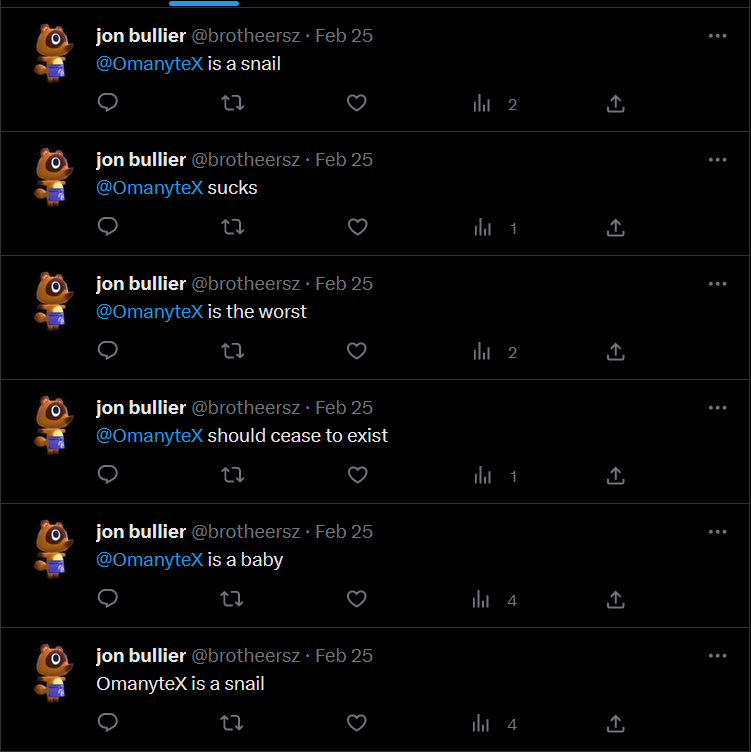 jon bullier @brotheersz · Feb 25
@OmanyteX is a snail
2
jon bullier @brotheersz · Feb 25
@OmanyteX sucks
1
jon bullier @brotheersz · Feb 25
@OmanyteX is the worst
2
jon bullier @brotheersz · Feb 25
@OmanyteX should cease to exist
1
jon bullier @brotheersz · Feb 25
@OmanyteX is a baby
4
jon bullier @brotheersz · Feb 25
OmanyteX is a snail
4